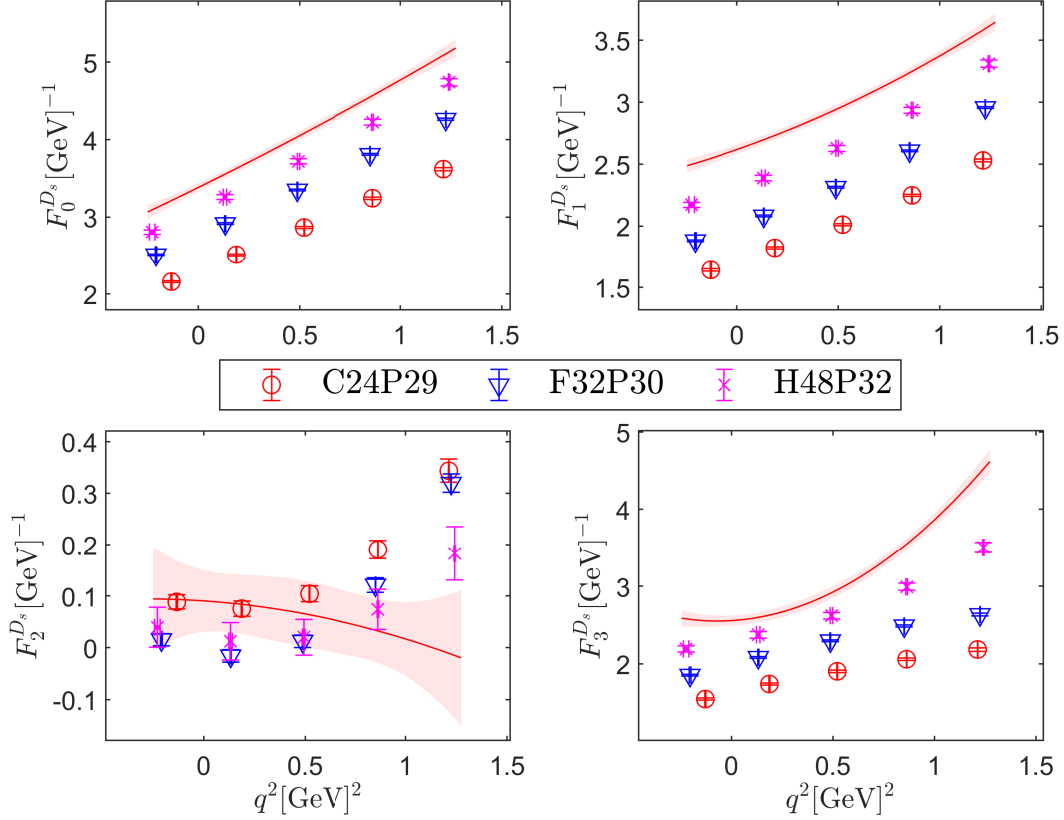 F_0^{D_s}[GeV]^{-1}
5
4
3
2
0 0.5 1 1.5
F_1^{D_s}[GeV]^{-1}
3.5
3
2.5
2
1.5
0 0.5 1 1.5
C24P29 F32P30 H48P32
F_2^{D_s}[GeV]^{-1}
0.4
0.3
0.2
0.1
0
-0.1
0 0.5 1 1.5
q^2[GeV]^2
F_3^{D_s}[GeV]^{-1}
5
4
3
2
0 0.5 1 1.5
q^2[GeV]^2